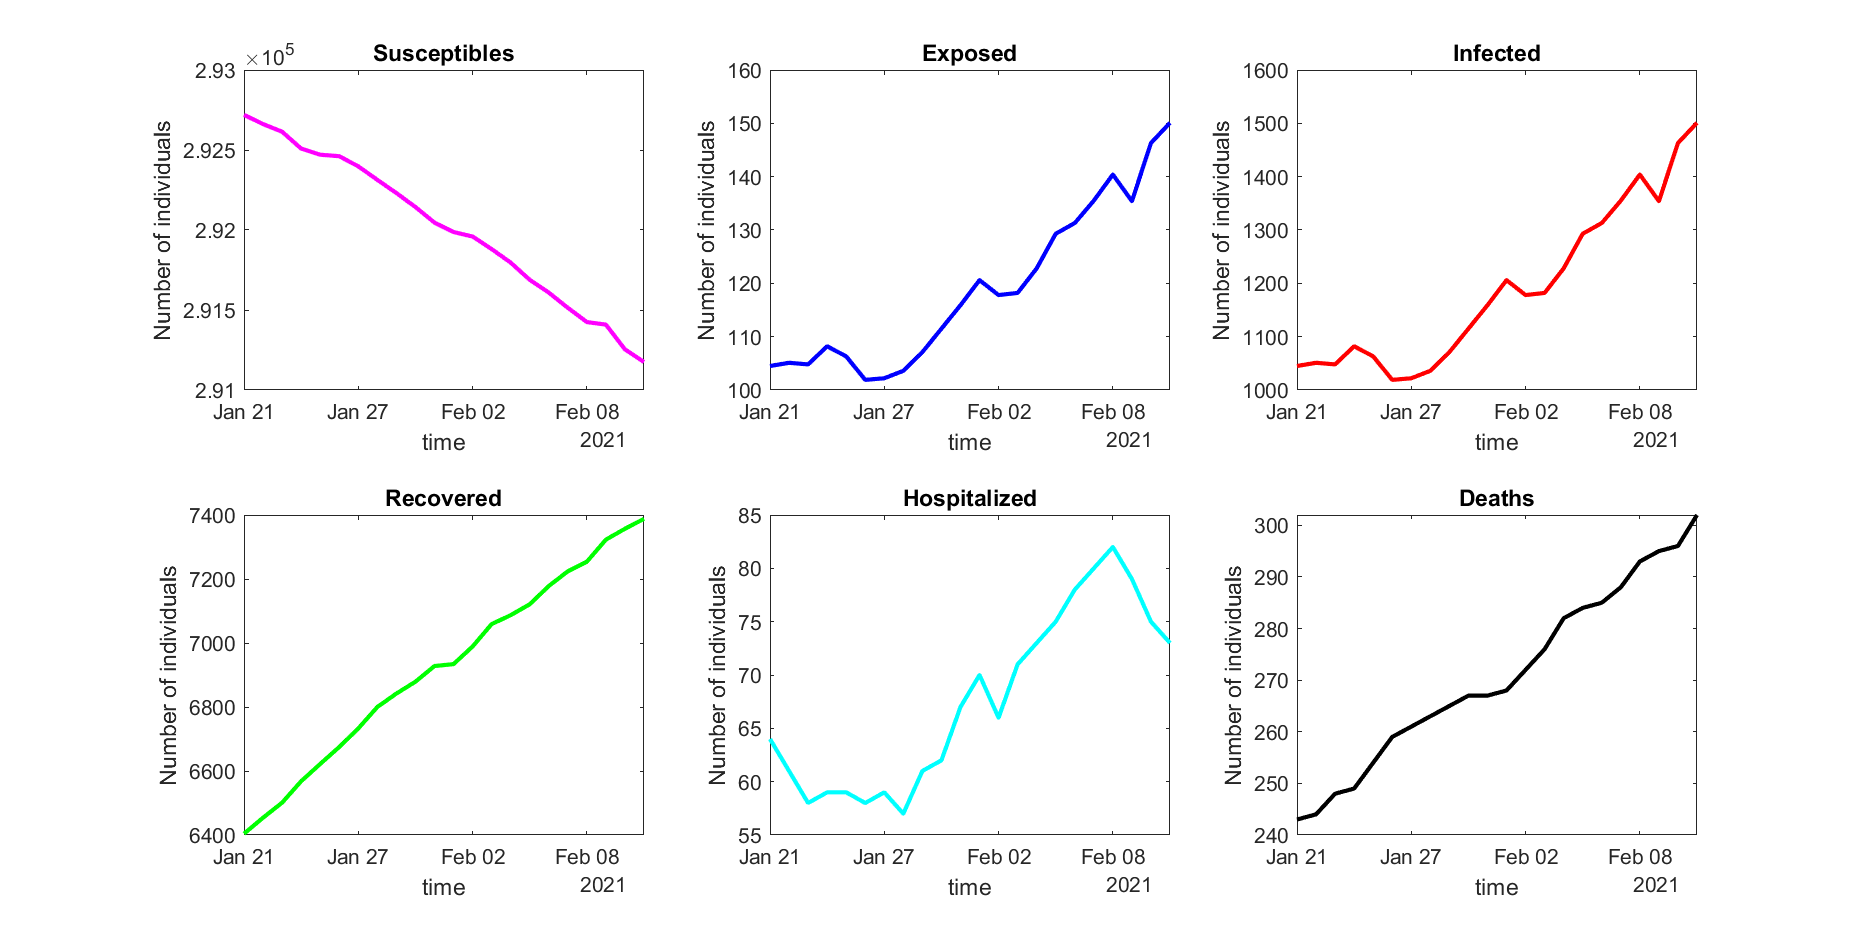 Susceptibles
×10^5
2.93
2.925
2.92
2.915
2.91
Number of individuals
Jan 21 Jan 27 Feb 02 Feb 08
2021
time
Exposed
160
150
140
130
120
110
100
Number of individuals
Jan 21 Jan 27 Feb 02 Feb 08
2021
time
Infected
1600
1500
1400
1300
1200
1100
1000
Number of individuals
Jan 21 Jan 27 Feb 02 Feb 08
2021
time
Recovered
7400
7200
7000
6800
6600
6400
Number of individuals
Jan 21 Jan 27 Feb 02 Feb 08
2021
time
Hospitalized
85
80
75
70
65
60
55
Number of individuals
Jan 21 Jan 27 Feb 02 Feb 08
2021
time
Deaths
300
290
280
270
260
250
240
Number of individuals
Jan 21 Jan 27 Feb 02 Feb 08
2021
time